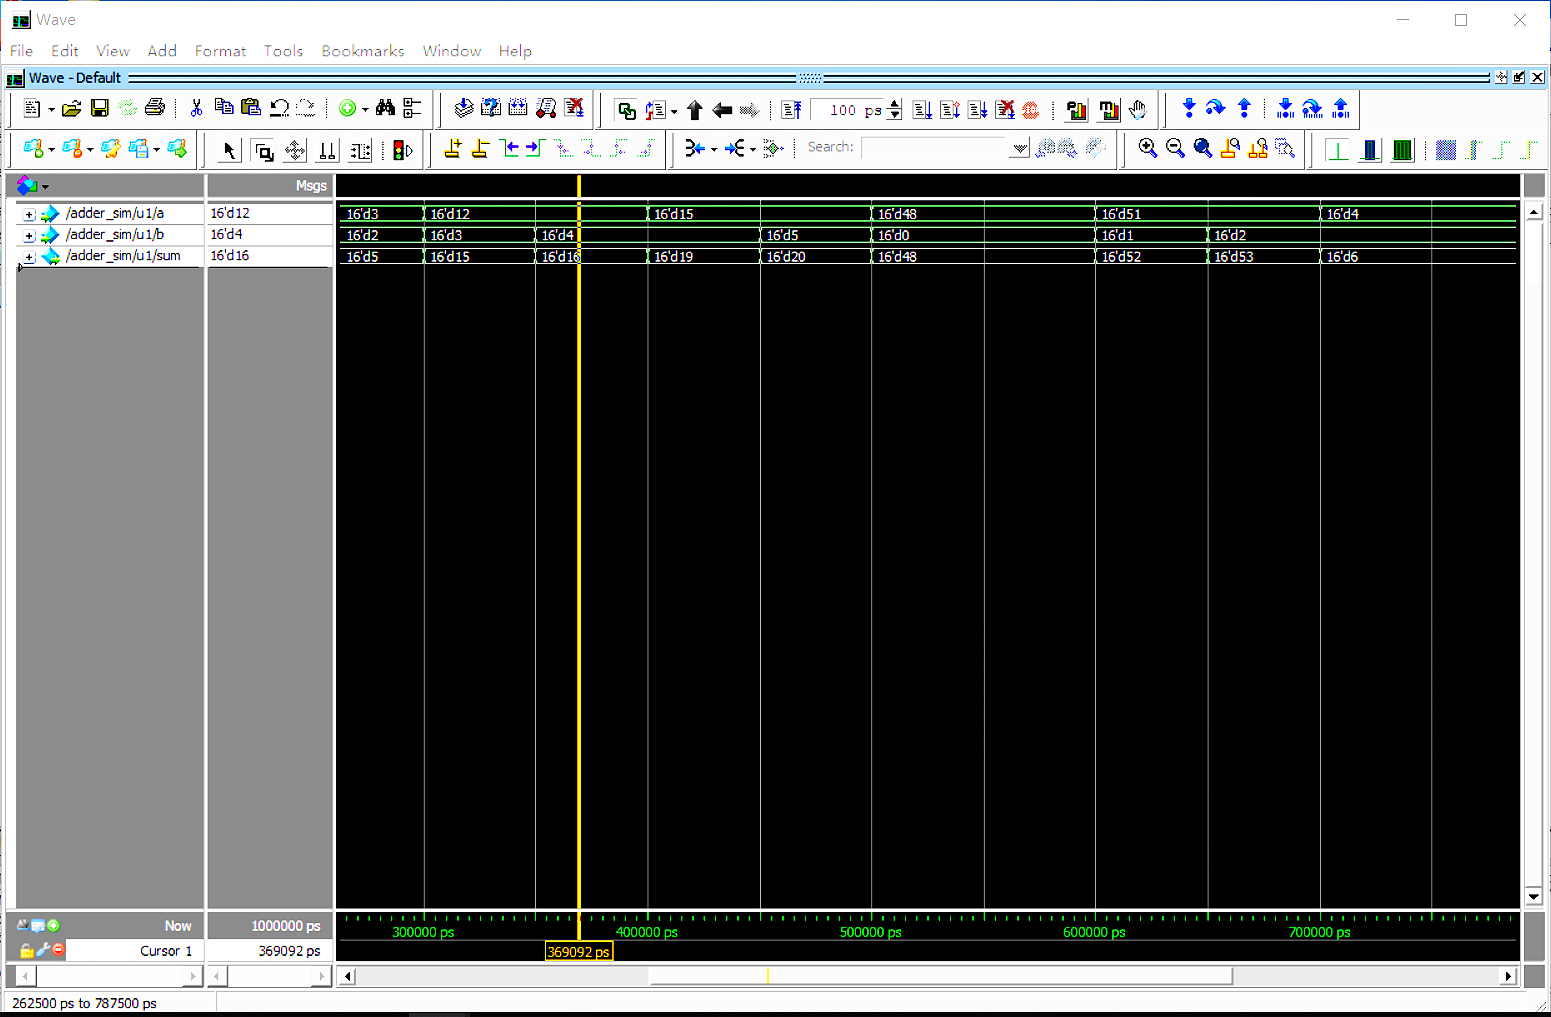 Wave
File Edit View Add Format Tools Bookmarks Window Help
Wave - Default
100 ps
Search:
Msgs
/adder_sim/u1/a 16'd12 16'd3 16'd12 16'd15 16'd48 16'd51 16'd4
/adder_sim/u1/b 16'd4 16'd2 16'd3 16'd4 16'd5 16'd0 16'd1 16'd2
/adder_sim/u1/sum 16'd16 16'd5 16'd15 16'd16 16'd19 16'd20 16'd48 16'd52 16'd53 16'd6
Now 1000000 ps 300000 ps 400000 ps 500000 ps 600000 ps 700000 ps
Cursor 1 369092 ps 369092 ps
262500 ps to 787500 ps